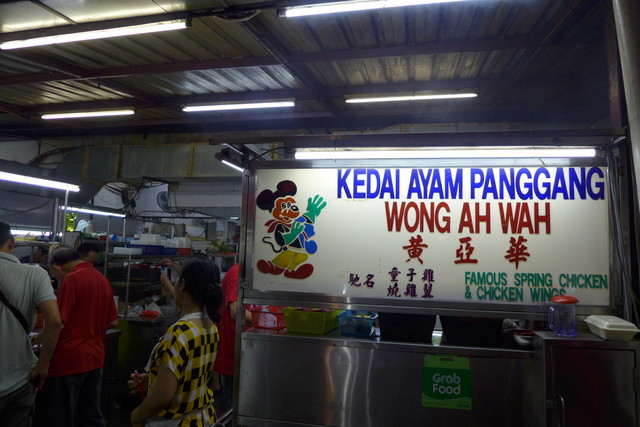 KEDAI AYAM PANGGANG
WONG AH WAH
黄亞華
馳名 童子雞
燒雞翼
FAMOUS SPRING CHICKEN
& CHICKEN WINGS
Grab
Food